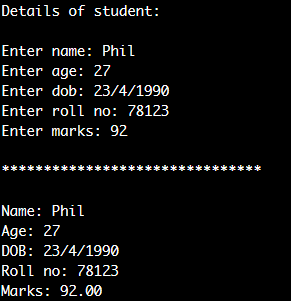 Details of student:
Enter name: Phil
Enter age: 27
Enter dob: 23/4/1990
Enter roll no: 78123
Enter marks: 92
*******************************
Name: Phil
Age: 27
DOB: 23/4/1990
Roll no: 78123
Marks: 92.00